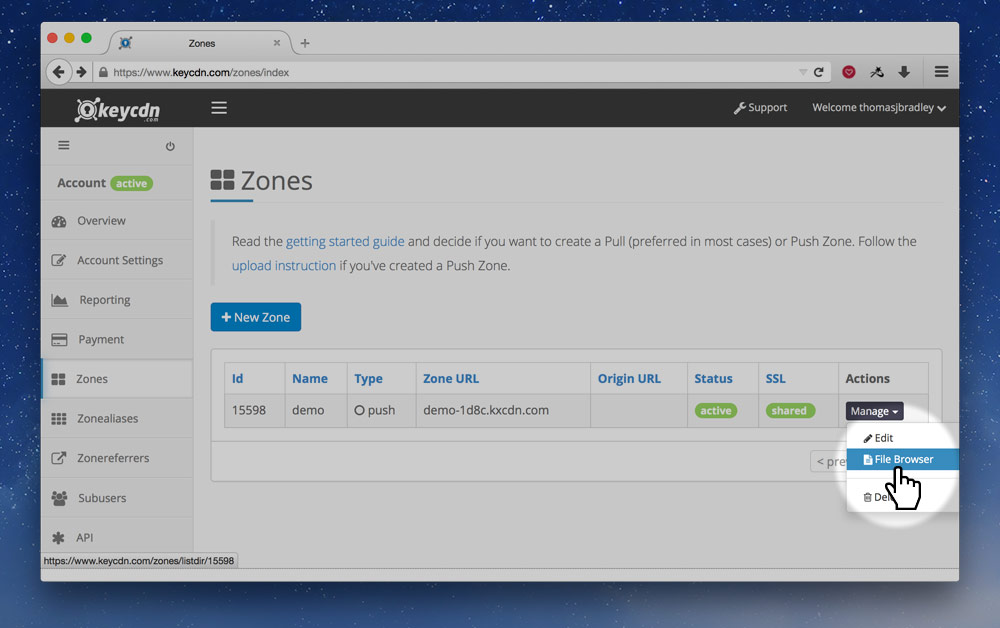 Zones
https://www.keycdn.com/zones/index
keycdn
.com
Support
Welcome thomasjbradley
Account active
Overview
Account Settings
Reporting
Payment
Zones
Zonealiases
Zonereferrers
Subusers
API
Zones
Read the getting started guide and decide if you want to create a Pull (preferred in most cases) or Push Zone. Follow the
upload instruction if you've created a Push Zone.
+ New Zone
Id Name Type Zone URL Origin URL Status SSL Actions
15598 demo push demo-1d8c.kxcdn.com active shared Manage
Edit
File Browser
< pre
Del
https://www.keycdn.com/zones/listdir/15598